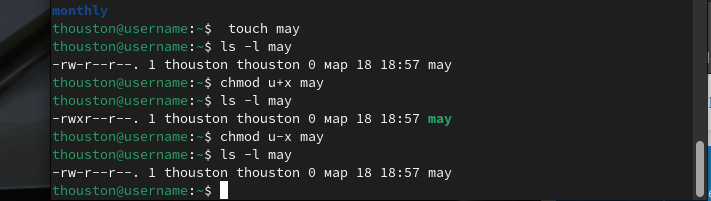 monthly
thouston@username:~$  touch may
thouston@username:~$ ls -l may
-rw-r--r--. 1 thouston thouston 0 мар 18 18:57 may
thouston@username:~$ chmod u+x may
thouston@username:~$ ls -l may
-rwxr--r--. 1 thouston thouston 0 мар 18 18:57 may
thouston@username:~$ chmod u-x may
thouston@username:~$ ls -l may
-rw-r--r--. 1 thouston thouston 0 мар 18 18:57 may
thouston@username:~$